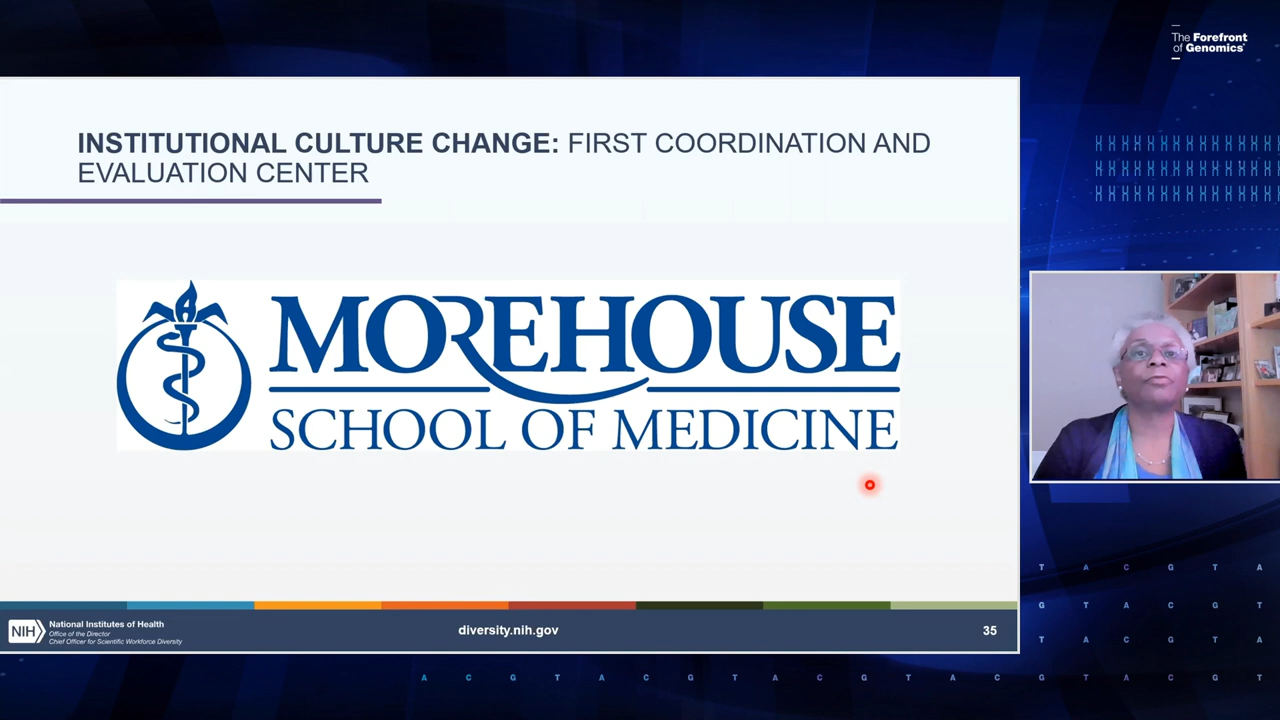 The Forefront
of Genomics®
INSTITUTIONAL CULTURE CHANGE: FIRST COORDINATION AND
EVALUATION CENTER
MOREHOUSE
SCHOOL OF MEDICINE
NIH
National Institutes of Health
Office of the Director
Chief Officer for Scientific Workforce Diversity
diversity.nih.gov
35
T A C G T A
G T A C G T
T A C G T A
A C G T A C G T A C G T A C G T A C G T